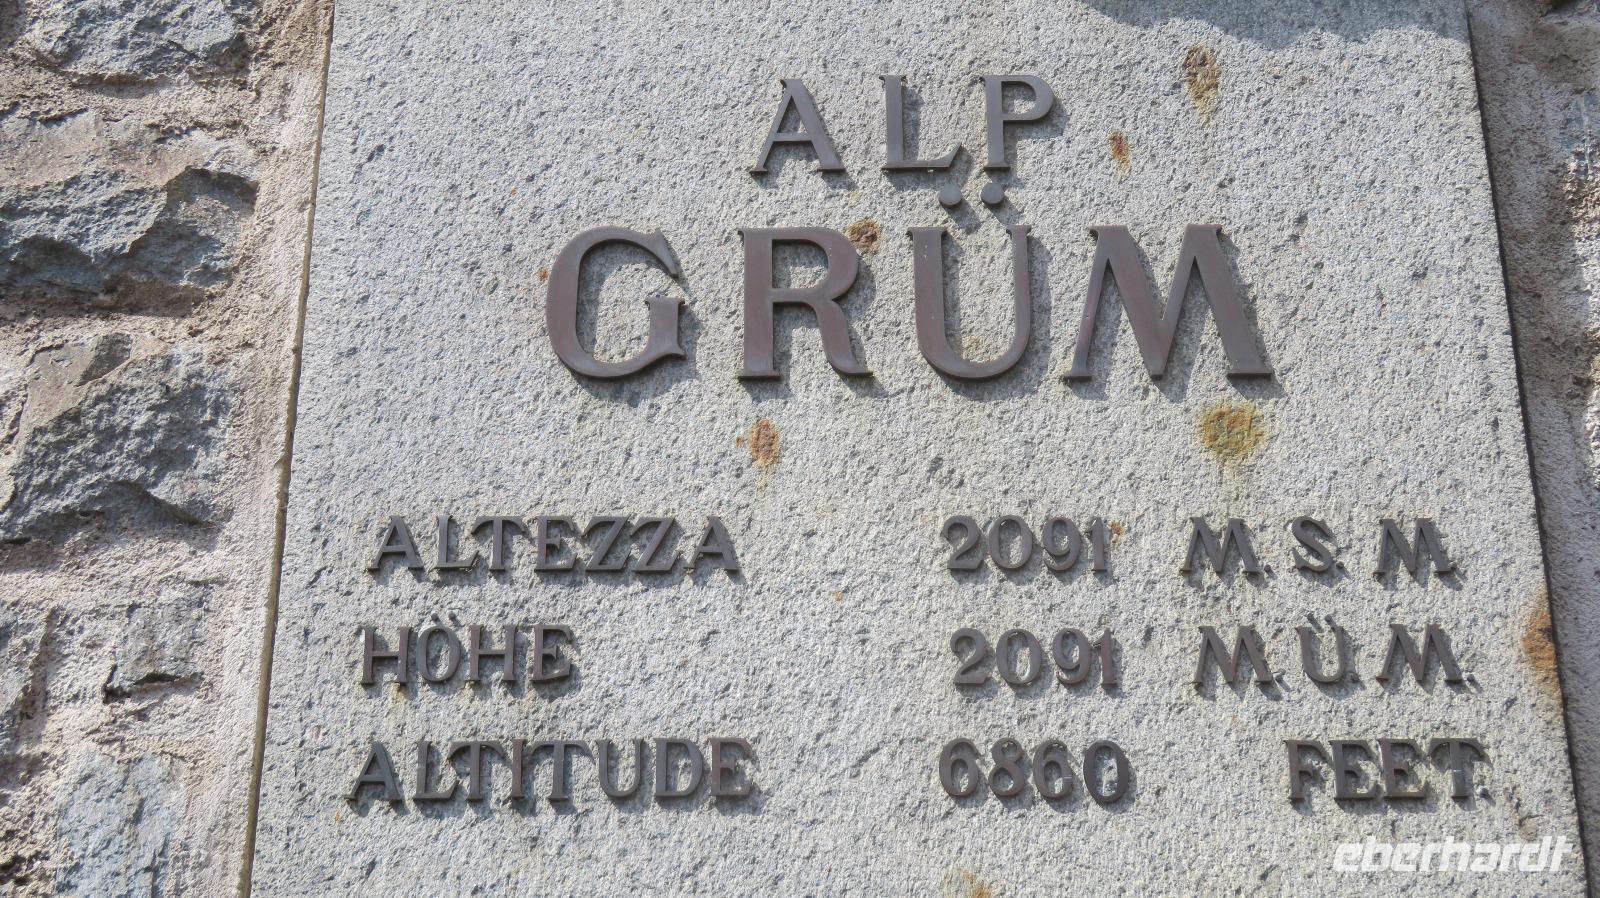 ALP
GRÜM
ALTEZZA 2091 M.S.M.
HÖHE 2091 M.Ü.M.
ALTITUDE 6860 FEET.
eberhardt